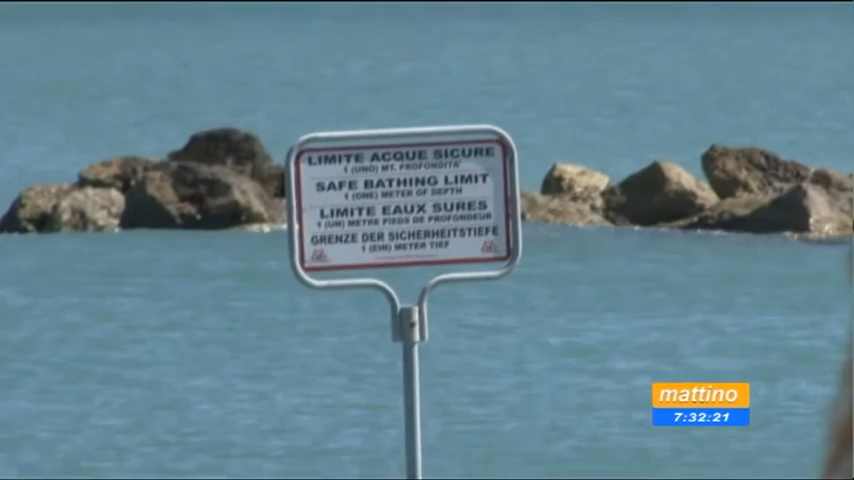 LIMITE ACQUE SICURE
1 (UNO) MT. PROFONDITA'
SAFE BATHING LIMIT
1 (ONE) METER OF DEPTH
LIMITE EAUX SURES
1 (UN) METRE PIEDS DE PROFONDEUR
GRENZE DER SICHERHEITSTIEFE
1 (EIN) METER TIEF
mattino
7:32:21